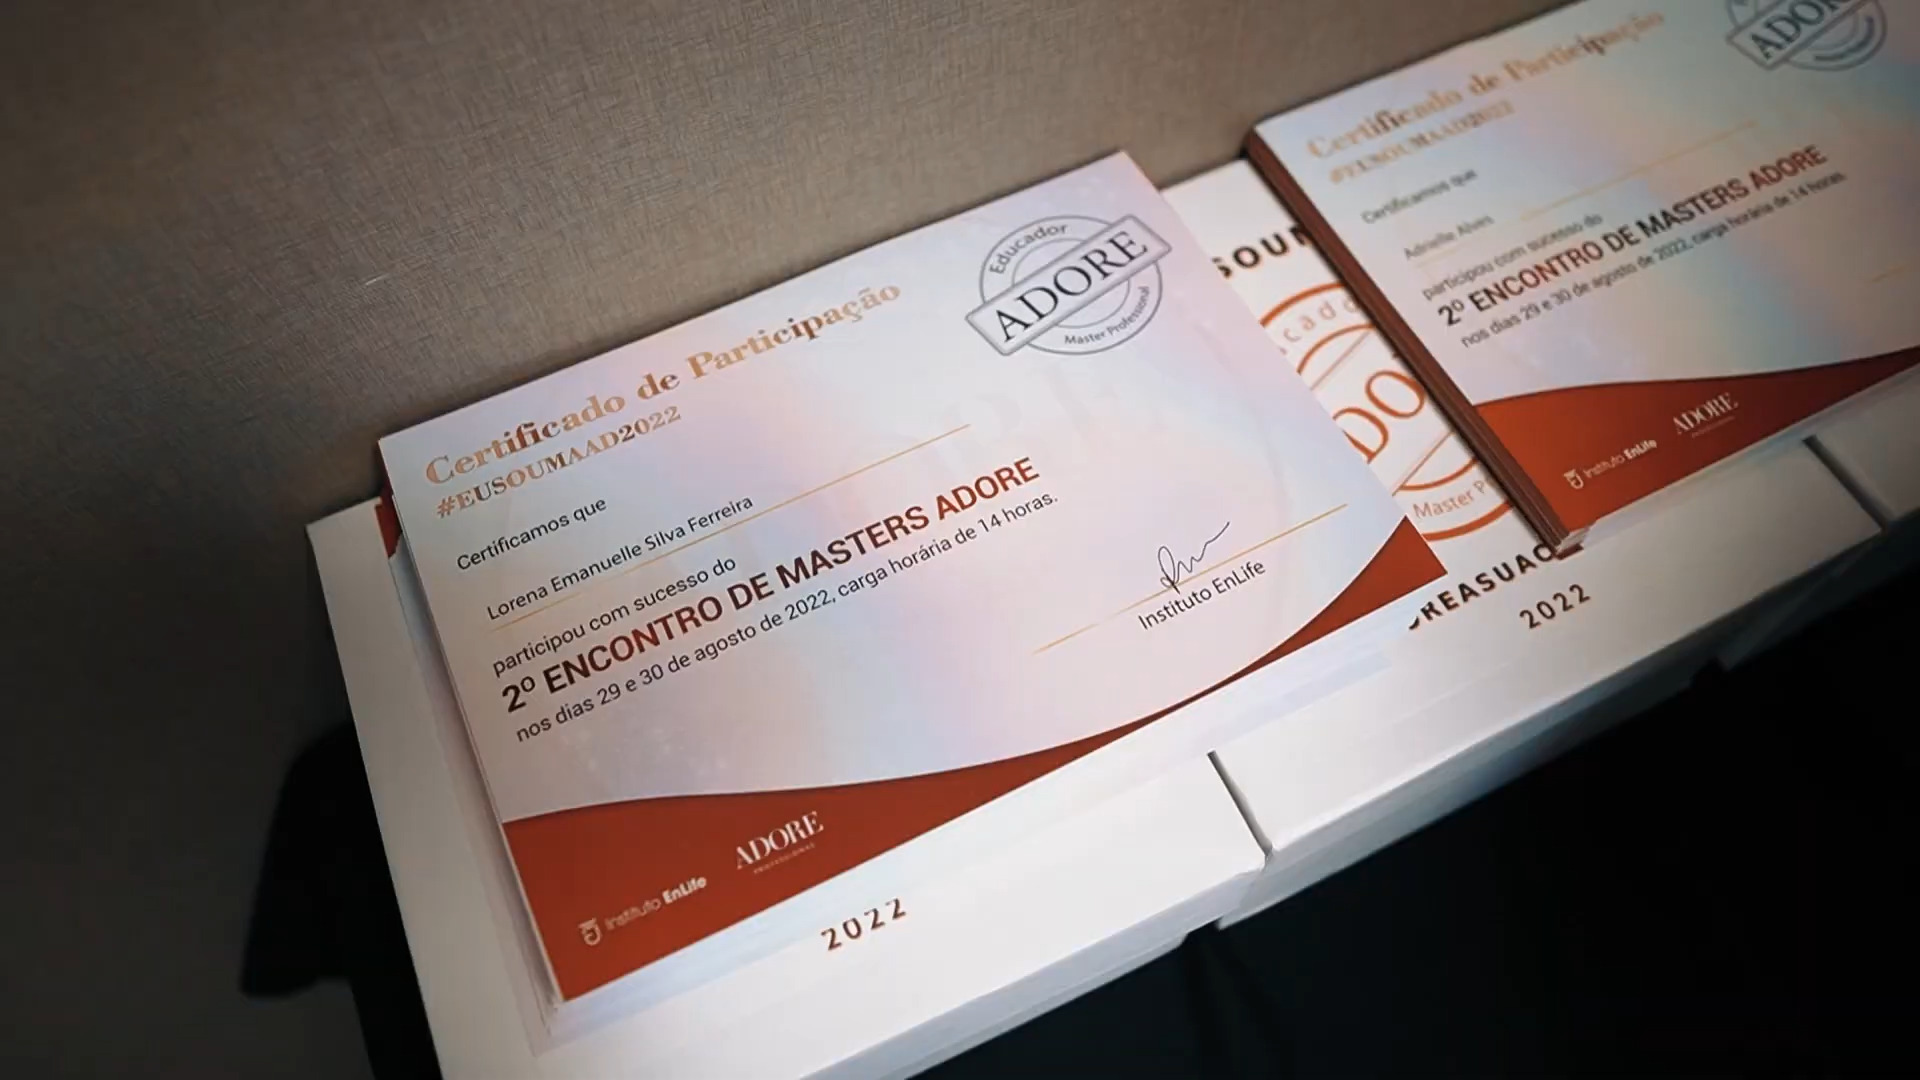 Certificado de Participação
#EUSOUMAAD2022
Educador
ADORE
Master Professional
Certificamos que
Lorena Emanuelle Silva Ferreira
participou com sucesso do
2º ENCONTRO DE MASTERS ADORE
nos dias 29 e 30 de agosto de 2022, carga horária de 14 horas.
Instituto EnLife
Instituto EnLife
ADORE
PROFESSIONAL
2022
Certificado de Participação
#EUSOUMAAD2022
ADORE
Certificamos que
Adrielle Alves
participou com sucesso do
2º ENCONTRO DE MASTERS ADORE
nos dias 29 e 30 de agosto de 2022, carga horária de 14 horas.
Instituto EnLife
ADORE
Master
2022